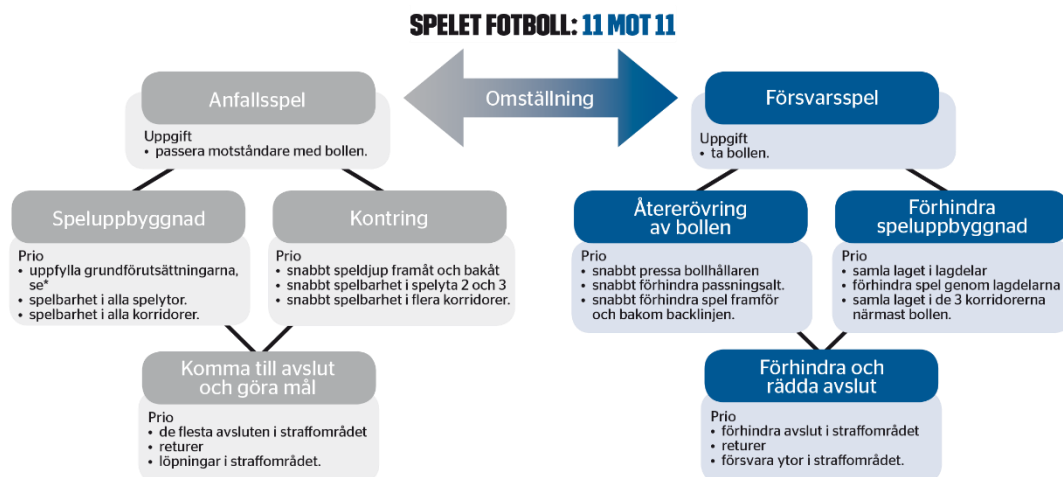 SPELET FOTBOLL: 11 MOT 11
Anfallsspel
Omställning
Försvarsspel
Uppgift
• passera motståndare med bollen.
Uppgift
• ta bollen.
Speluppbyggnad
Prio
• uppfylla grundförutsättningarna,
se*
• spelbarhet i alla spelytor.
• spelbarhet i alla korridorer.
Kontring
Prio
• snabbt speldjup framåt och bakåt
• snabbt spelbarhet i spelyta 2 och 3
• snabbt spelbarhet i flera korridorer.
Återerövring
av bollen
Prio
• snabbt pressa bollhållaren
• snabbt förhindra passningsalt.
• snabbt förhindra spel framför
och bakom backlinjen.
Förhindra
speluppbyggnad
Prio
• samla laget i lagdelar
• förhindra spel genom lagdelarna
• samla laget i de 3 korridorerna
närmast bollen.
Komma till avslut
och göra mål
Prio
• de flesta avsluten i straffområdet
• returer
• löpningar i straffområdet.
Förhindra och
rädda avslut
Prio
• förhindra avslut i straffområdet
• returer
• försvara ytor i straffområdet.